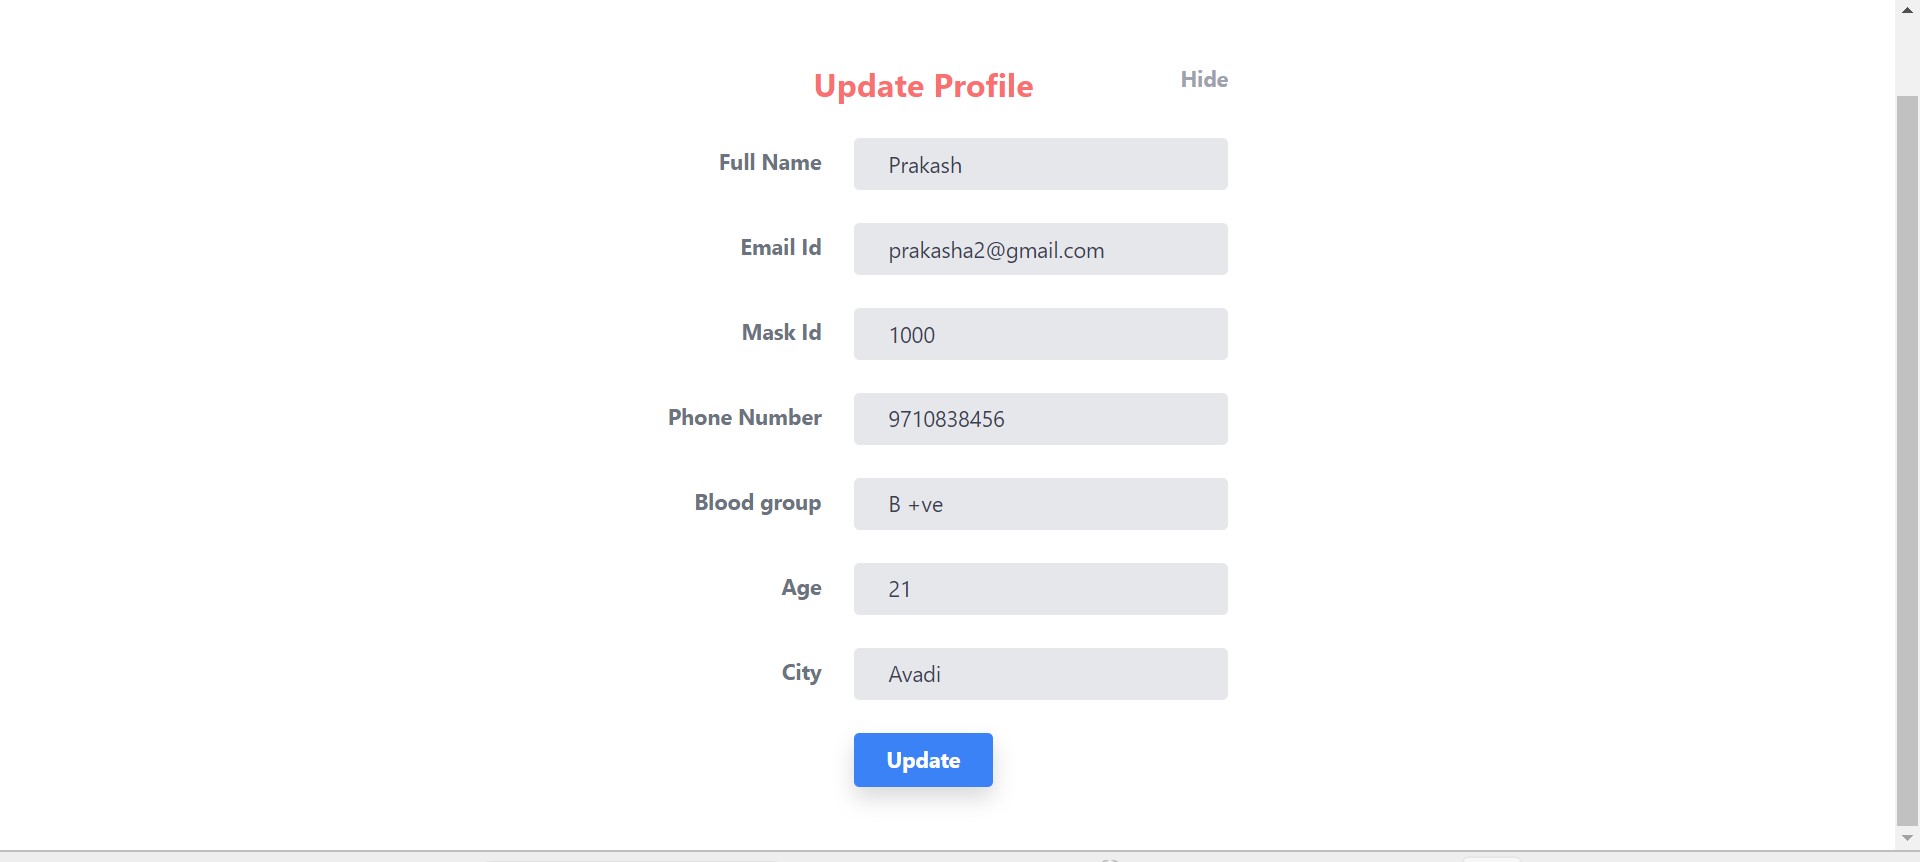 Update Profile Hide
Full Name Prakash
Email Id prakasha2@gmail.com
Mask Id 1000
Phone Number 9710838456
Blood group B +ve
Age 21
City Avadi
Update